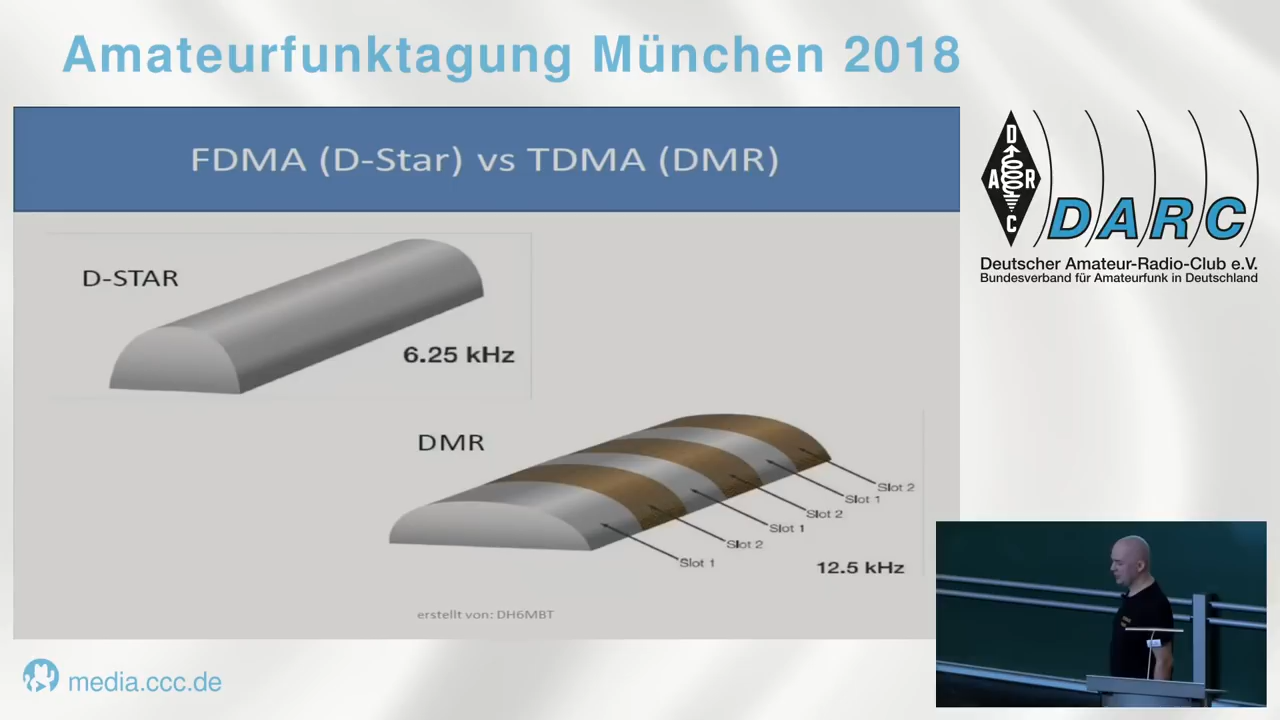 Amateurfunktagung München 2018
FDMA (D-Star) vs TDMA (DMR)
D-STAR
6.25 kHz
DMR
Slot 2
Slot 1
Slot 2
Slot 1
Slot 2
Slot 1
12.5 kHz
erstellt von: DH6MBT
D
A R
C
DARC
Deutscher Amateur-Radio-Club e.V.
Bundesverband für Amateurfunk in Deutschland
media.ccc.de